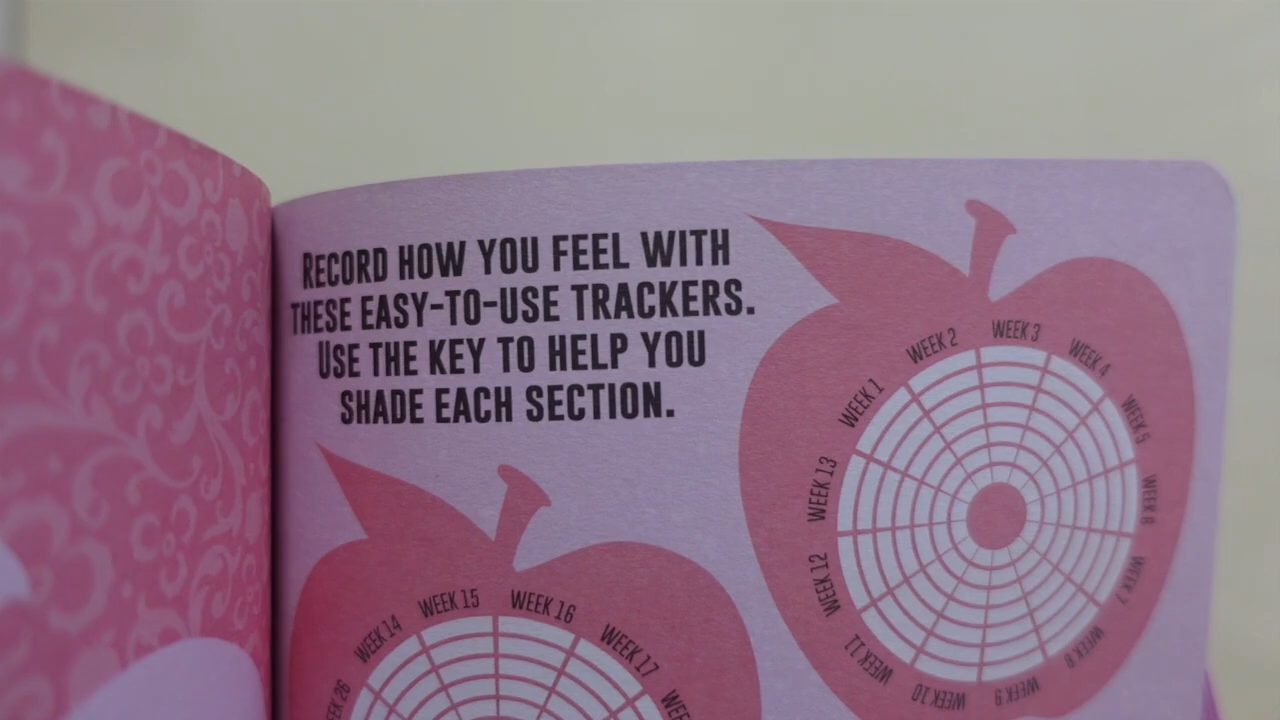 RECORD HOW YOU FEEL WITH
THESE EASY-TO-USE TRACKERS.
USE THE KEY TO HELP YOU
SHADE EACH SECTION.
WEEK 1
WEEK 2
WEEK 3
WEEK 4
WEEK 5
WEEK 6
WEEK 7
WEEK 8
WEEK 9
WEEK 10
WEEK 11
WEEK 12
WEEK 13
WEEK 14
WEEK 15
WEEK 16
WEEK 17
WEEK 26